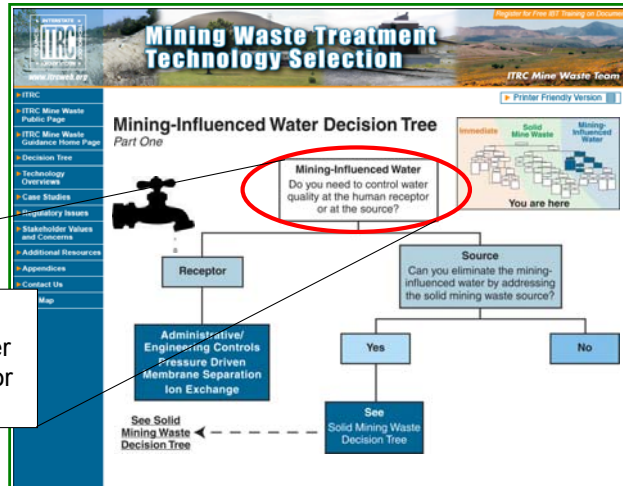 Register for Free IBT Training on Docume
INTERSTATE
ITRC
www.itrcweb.org
Mining Waste Treatment
Technology Selection
ITRC Mine Waste Team
Printer Friendly Version
ITRC
ITRC Mine Waste
Public Page
ITRC Mine Waste
Guidance Home Page
Decision Tree
Technology
Overviews
Case Studies
Regulatory Issues
Stakeholder Values
and Concerns
Additional Resources
Appendices
Contact Us
Map
er
or
Mining-Influenced Water Decision Tree
Part One
Immediate
Solid
Mine Waste
Mining-
Influenced
Water
You are here
Mining-Influenced Water
Do you need to control water
quality at the human receptor
or at the source?
Receptor
Source
Can you eliminate the mining-
influenced water by addressing
the solid mining waste source?
Administrative/
Engineering Controls
Pressure Driven
Membrane Separation
Ion Exchange
Yes
No
See Solid
Mining Waste
Decision Tree
See
Solid Mining Waste
Decision Tree